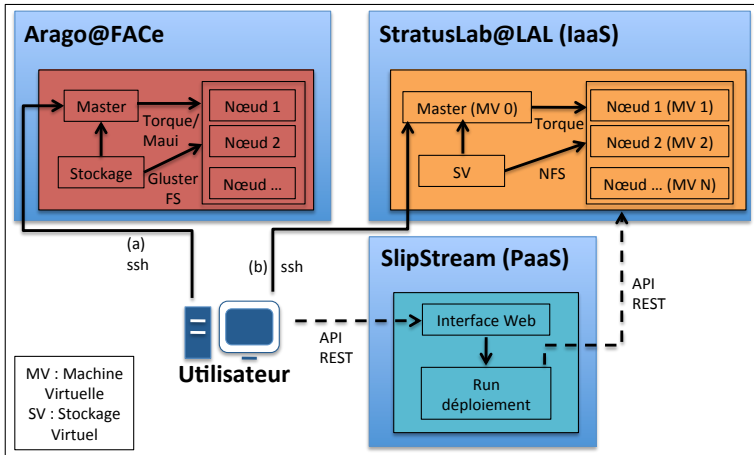 Arago@FACe
Master
Torque/
Maui
Stockage
Gluster
FS
Nœud 1
Nœud 2
Nœud ...
StratusLab@LAL (IaaS)
Master (MV 0)
Torque
SV
NFS
Nœud 1 (MV 1)
Nœud 2 (MV 2)
Nœud ... (MV N)
(a)
ssh
(b)
ssh
Utilisateur
API
REST
SlipStream (PaaS)
Interface Web
Run
déploiement
API
REST
MV : Machine
Virtuelle
SV : Stockage
Virtuel